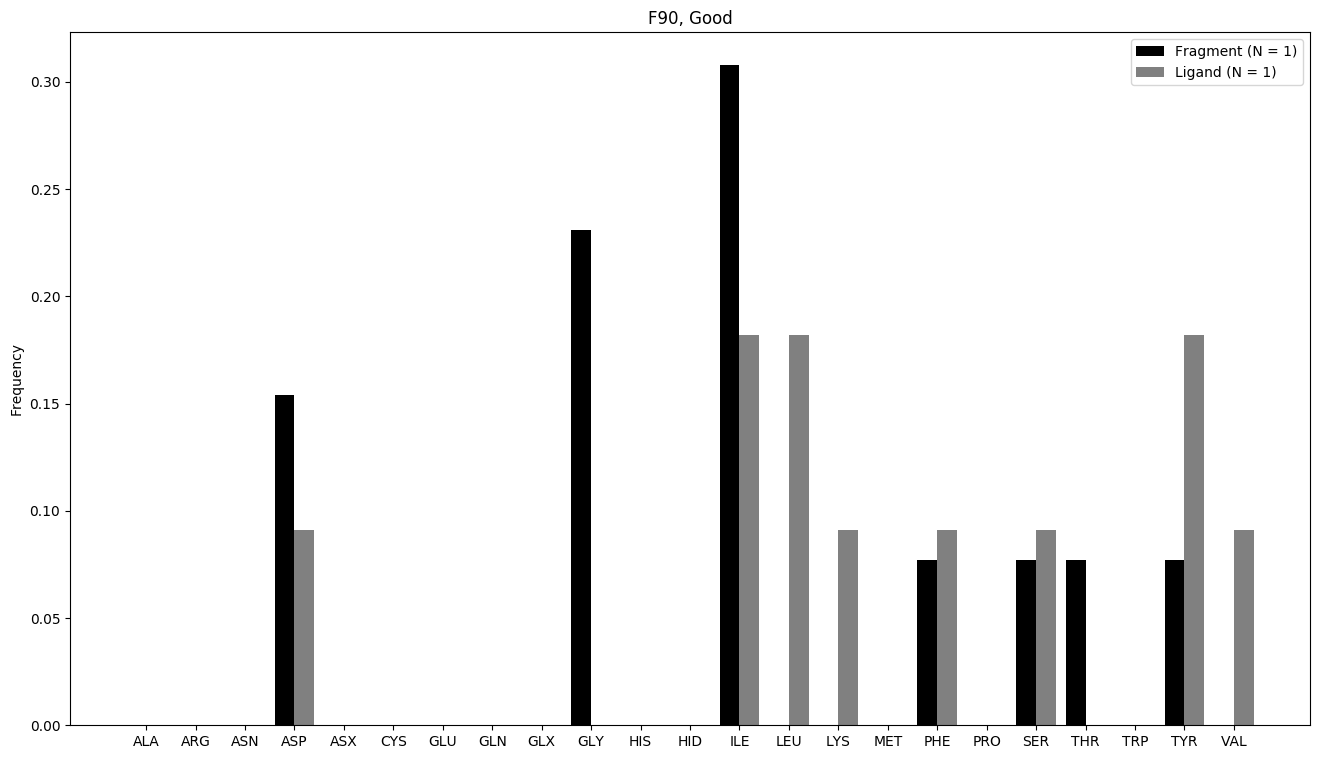 F90, Good
Fragment (N = 1)
Ligand (N = 1)
Frequency
0.30
0.25
0.20
0.15
0.10
0.05
0.00
ALA ARG ASN ASP ASX CYS GLU GLN GLX GLY HIS HID ILE LEU LYS MET PHE PRO SER THR TRP TYR VAL